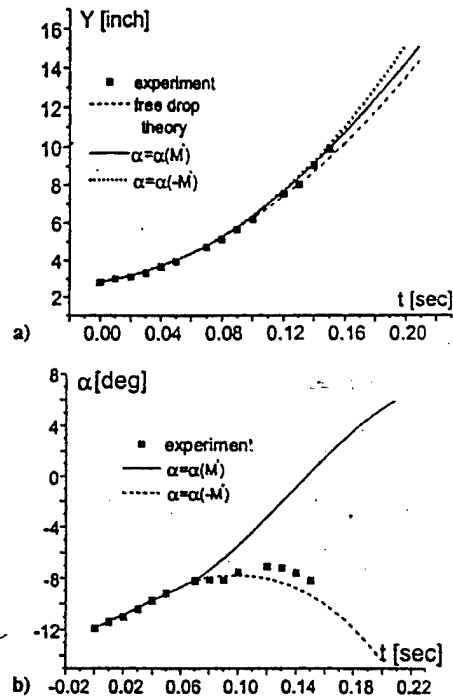 Y [inch]
16
14
12
10
8
6
4
2
experiment
free drop
theory
α=α(M')
α=α(-M')
t [sec]
0.00 0.04 0.08 0.12 0.16 0.20
a)
8
4
0
-4
-8
-12
α[deg]
experiment
α=α(M')
α=α(-M')
t [sec]
-0.02 0.02 0.06 0.10 0.14 0.18 0.22
b)